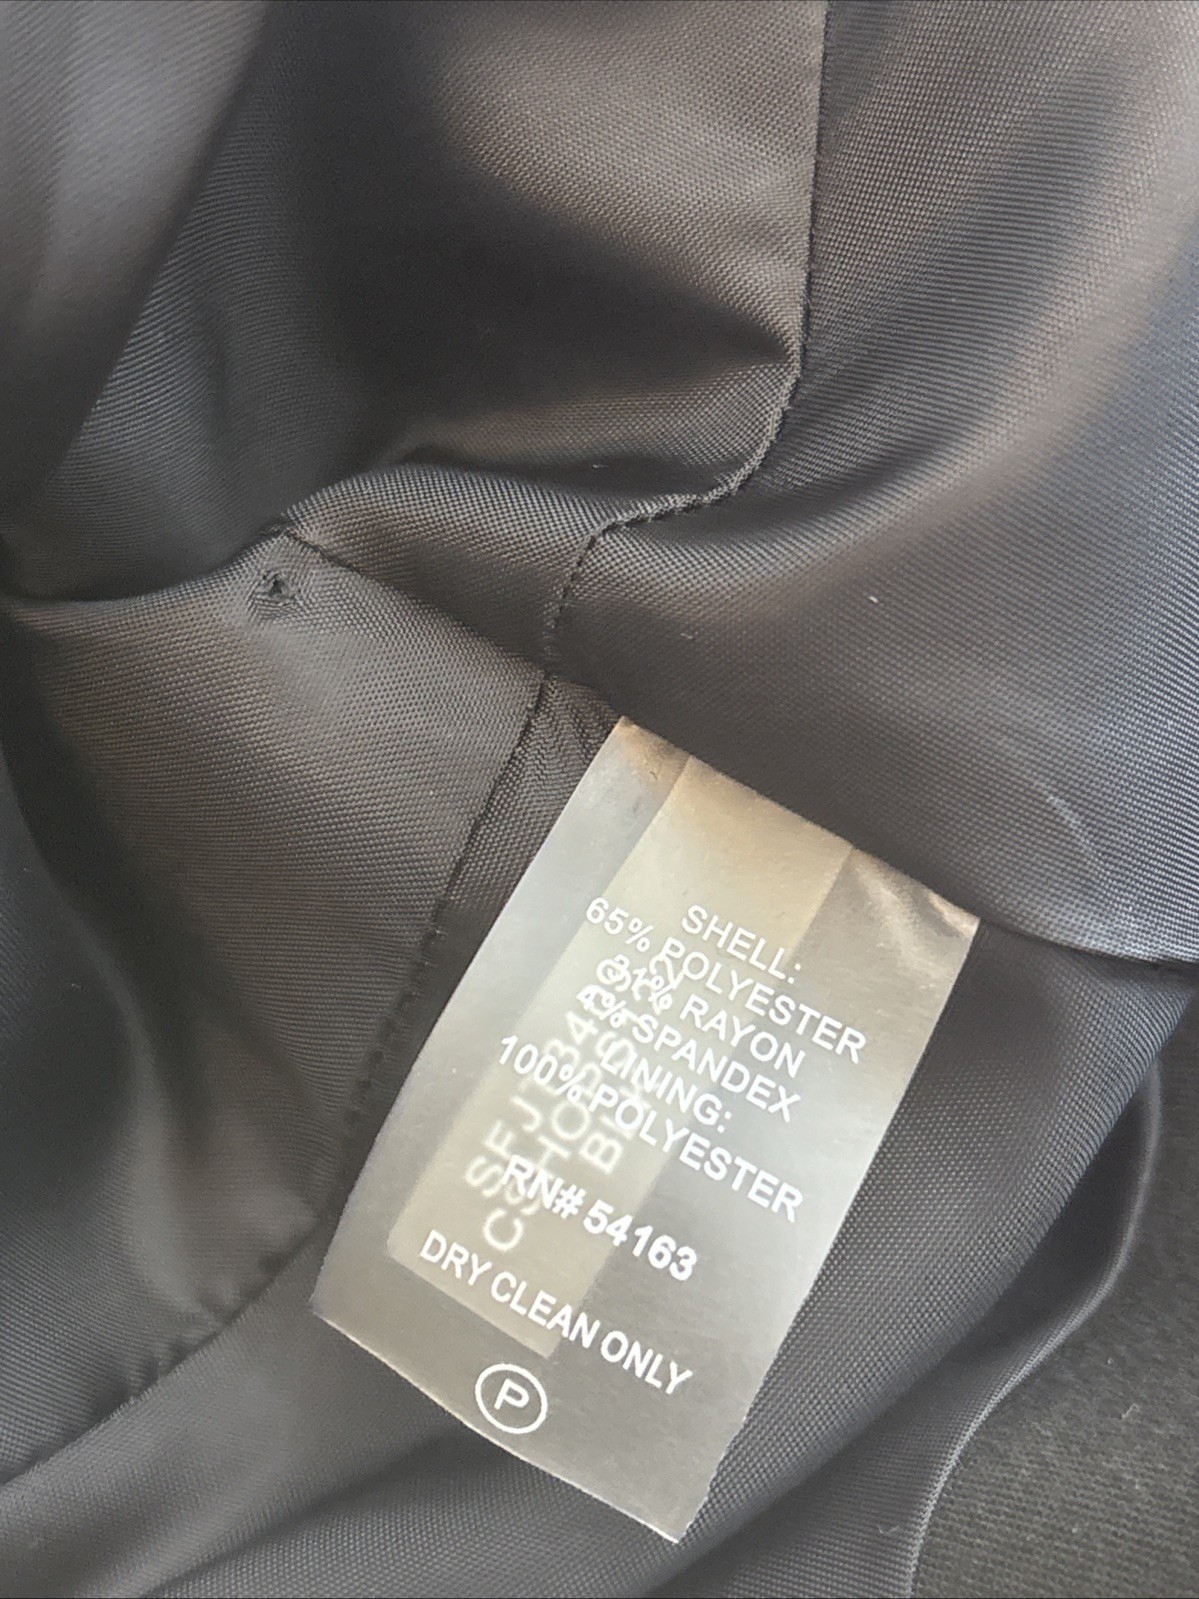 SHELL:
65% POLYESTER
31% RAYON
4% SPANDEX
LINING:
100% POLYESTER
RN# 54163
DRY CLEAN ONLY
P